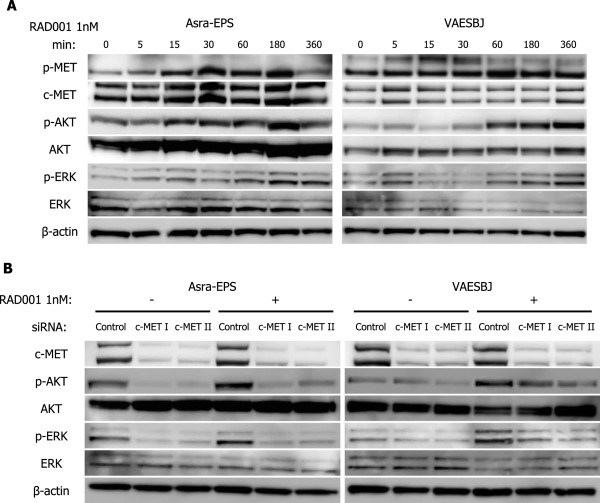 A
RAD001 1nM Asra-EPS VAESBJ
min: 0 5 15 30 60 180 360 0 5 15 30 60 180 360
p-MET
c-MET
p-AKT
AKT
p-ERK
ERK
β-actin
B
Asra-EPS VAESBJ
RAD001 1nM: - + - +
siRNA: Control c-MET I c-MET II Control c-MET I c-MET II Control c-MET I c-MET II Control c-MET I c-MET II
c-MET
p-AKT
AKT
p-ERK
ERK
β-actin